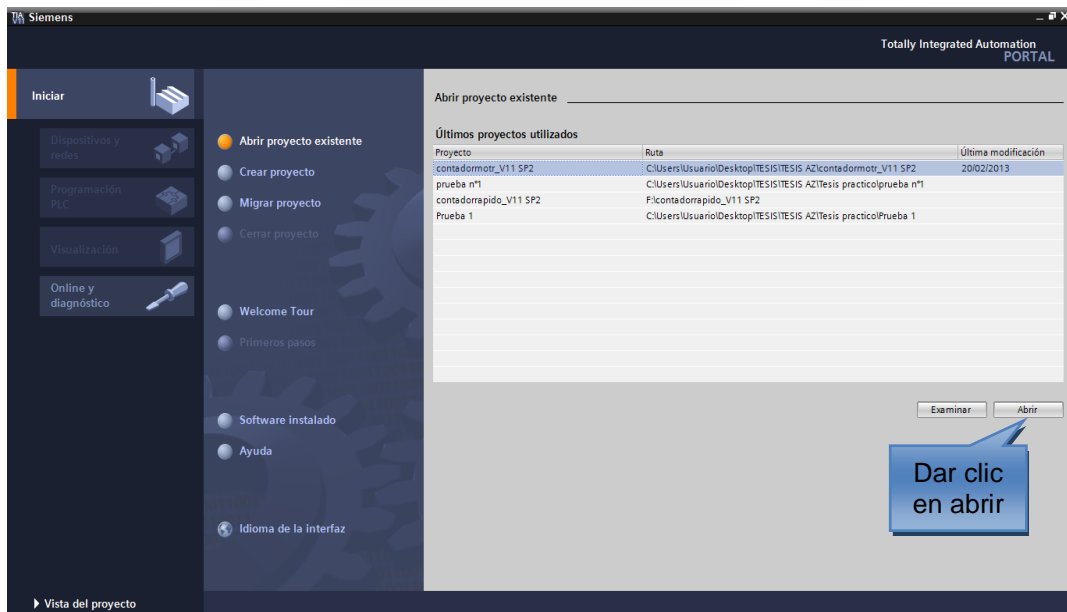 TIA V11 Siemens
Totally Integrated Automation
PORTAL
Iniciar
Dispositivos y
redes
Programación
PLC
Visualización
Online y
diagnóstico
Abrir proyecto existente
Crear proyecto
Migrar proyecto
Cerrar proyecto
Welcome Tour
Primeros pasos
Software instalado
Ayuda
Idioma de la interfaz
Abrir proyecto existente
Últimos proyectos utilizados
Proyecto Ruta Última modificación
contadormotr_V11 SP2 C:\Users\Usuario\Desktop\TESIS\TESIS AZ\contadormotr_V11 SP2 20/02/2013
prueba n°1 C:\Users\Usuario\Desktop\TESIS\TESIS AZ\Tesis practico\prueba n°1
contadorrapido_V11 SP2 F:\contadorrapido_V11 SP2
Prueba 1 C:\Users\Usuario\Desktop\TESIS\TESIS AZ\Tesis practico\Prueba 1
Examinar Abrir
Dar clic
en abrir
Vista del proyecto